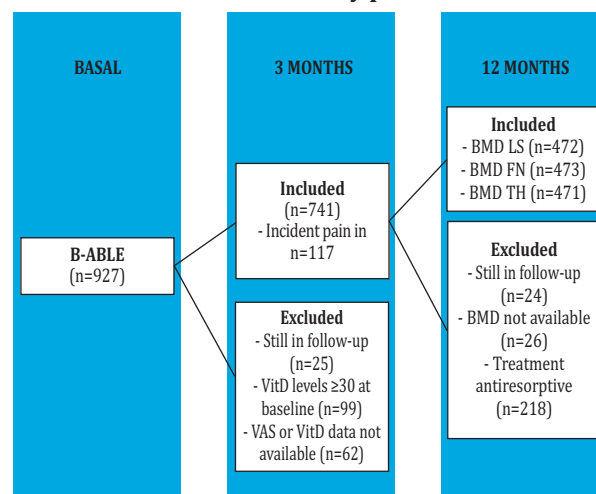 BASAL
3 MONTHS
12 MONTHS
B-ABLE
(n=927)
Included
(n=741)
- Incident pain in
n=117
Excluded
- Still in follow-up
(n=25)
- VitD levels ≥30 at
baseline (n=99)
- VAS or VitD data not
available (n=62)
Included
- BMD LS (n=472)
- BMD FN (n=473)
- BMD TH (n=471)
Excluded
- Still in follow-up
(n=24)
- BMD not available
(n=26)
- Treatment
antiresorptive
(n=218)